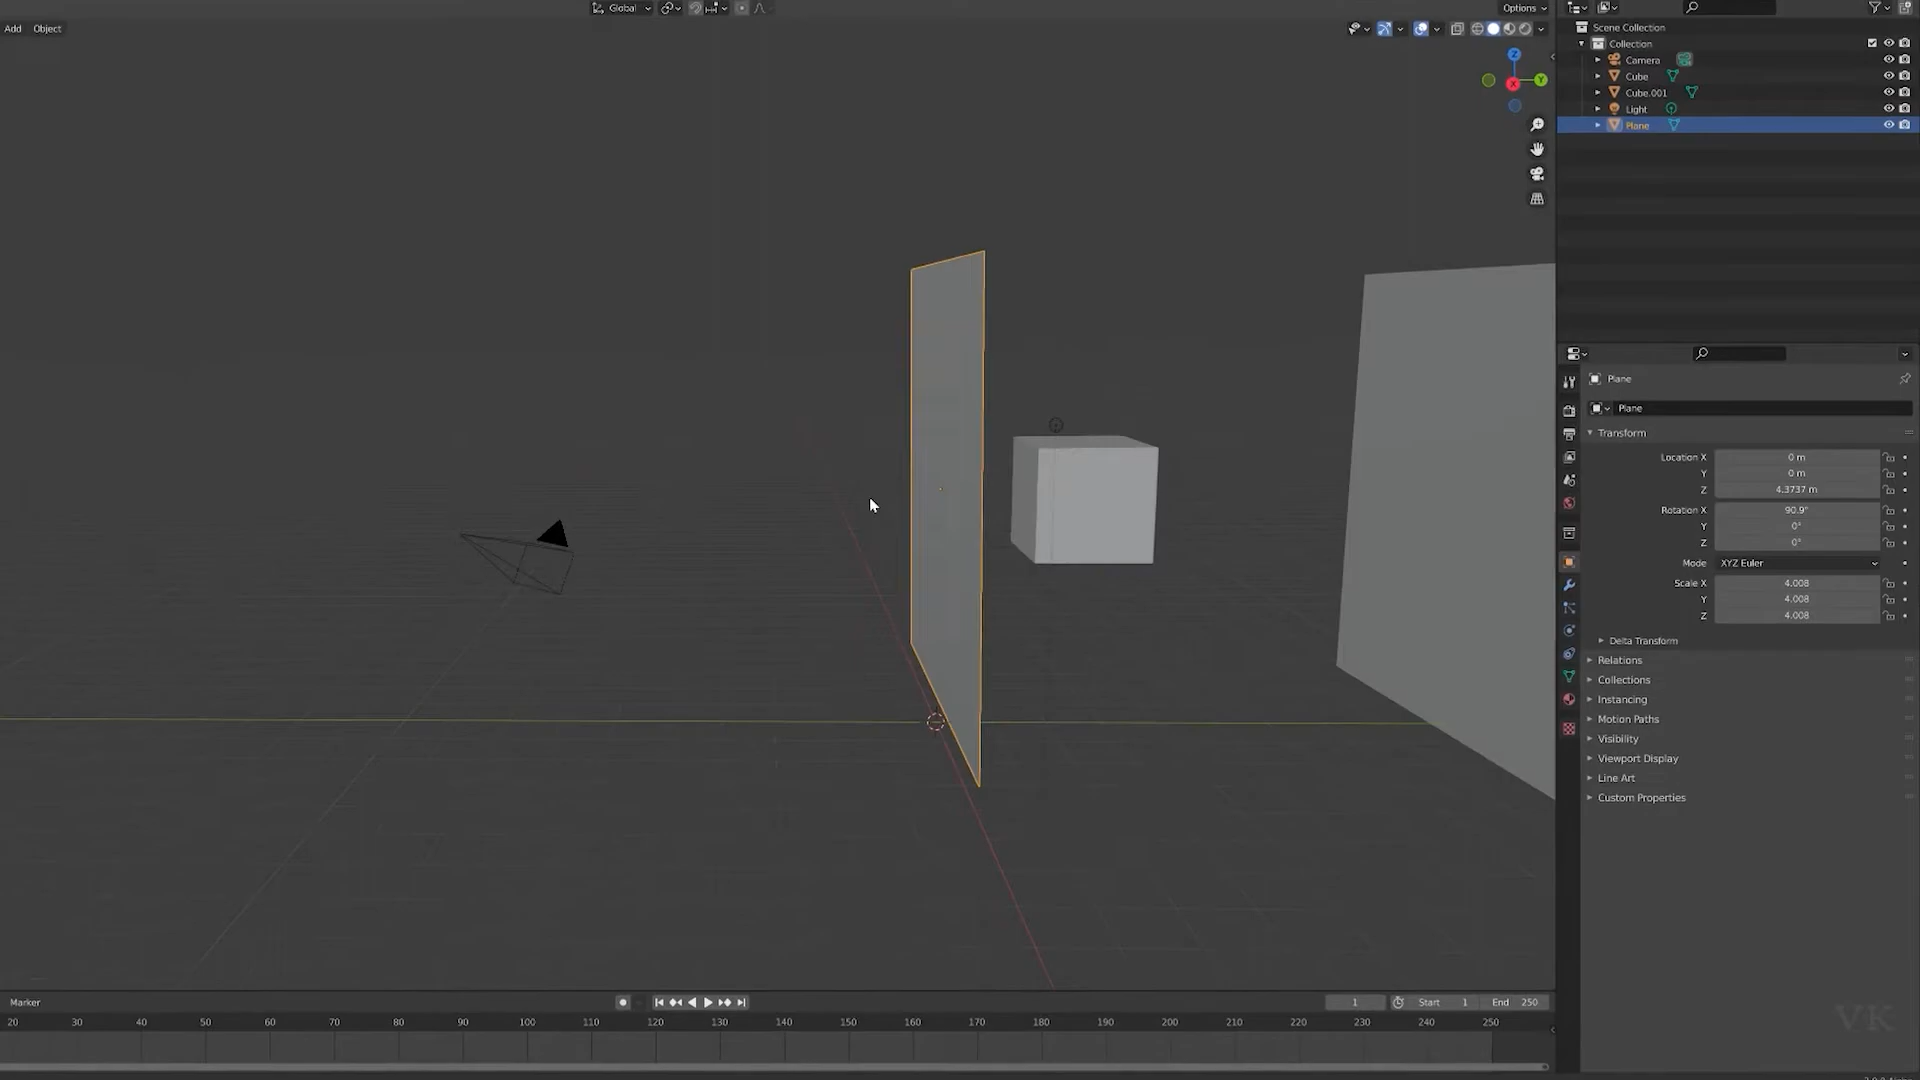 Global
Options
Add Object
Scene Collection
Collection
Camera
Cube
Cube.001
Light
Plane
Z
Y
X
Plane
Plane
Transform
Location X 0 m
Y 0 m
Z 4.3737 m
Rotation X 90.9°
Y 0°
Z 0°
Mode XYZ Euler
Scale X 4.008
Y 4.008
Z 4.008
Delta Transform
Relations
Collections
Instancing
Motion Paths
Visibility
Viewport Display
Line Art
Custom Properties
Marker
1 Start 1 End 250
20 30 40 50 60 70 80 90 100 110 120 130 140 150 160 170 180 190 200 210 220 230 240 250
VK